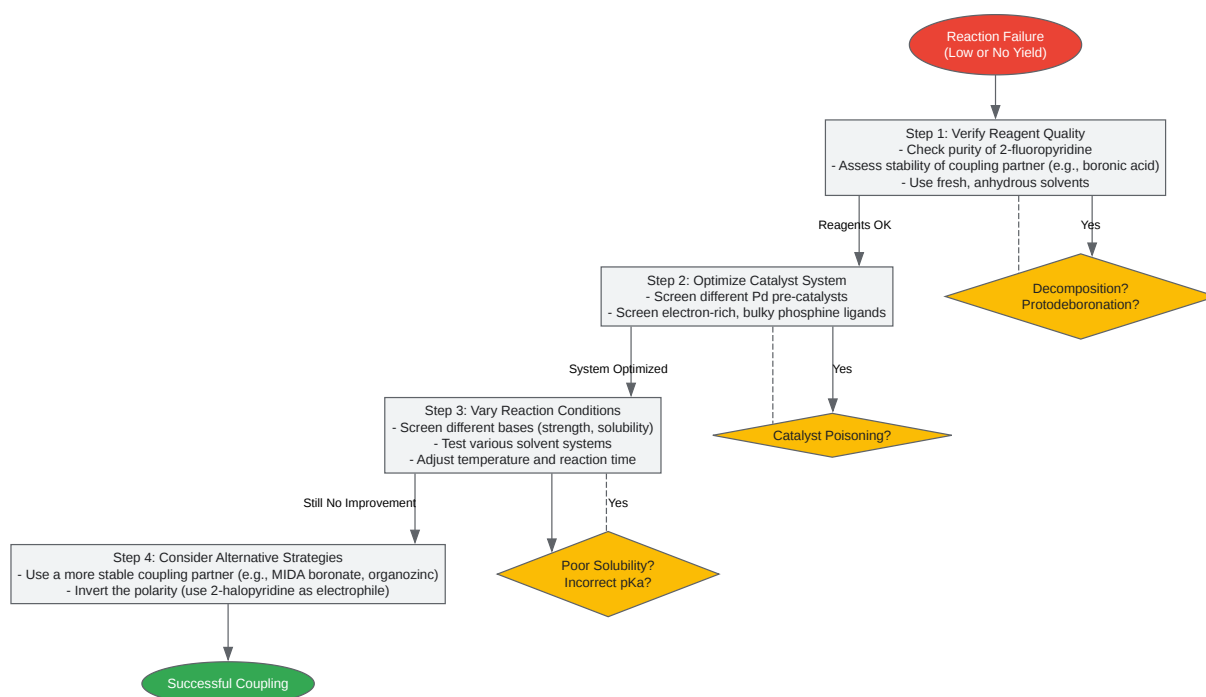 Reaction Failure
(Low or No Yield)
Step 1: Verify Reagent Quality
- Check purity of 2-fluoropyridine
- Assess stability of coupling partner (e.g., boronic acid)
- Use fresh, anhydrous solvents
Reagents OK
Yes
Decomposition?
Protodeboronation?
Step 2: Optimize Catalyst System
- Screen different Pd pre-catalysts
- Screen electron-rich, bulky phosphine ligands
System Optimized
Yes
Catalyst Poisoning?
Step 3: Vary Reaction Conditions
- Screen different bases (strength, solubility)
- Test various solvent systems
- Adjust temperature and reaction time
Still No Improvement
Yes
Poor Solubility?
Incorrect pKa?
Step 4: Consider Alternative Strategies
- Use a more stable coupling partner (e.g., MIDA boronate, organozinc)
- Invert the polarity (use 2-halopyridine as electrophile)
Successful Coupling